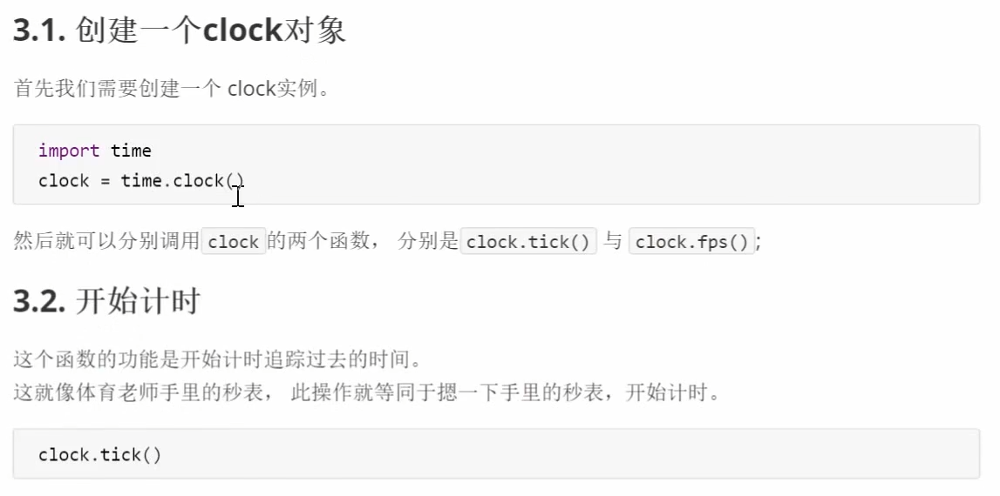 3.1. 创建一个clock对象
首先我们需要创建一个 clock实例。
import time
clock = time.clock()
然后就可以分别调用 clock 的两个函数， 分别是 clock.tick() 与 clock.fps() ;
3.2. 开始计时
这个函数的功能是开始计时追踪过去的时间。
这就像体育老师手里的秒表， 此操作就等同于摁一下手里的秒表，开始计时。
clock.tick()